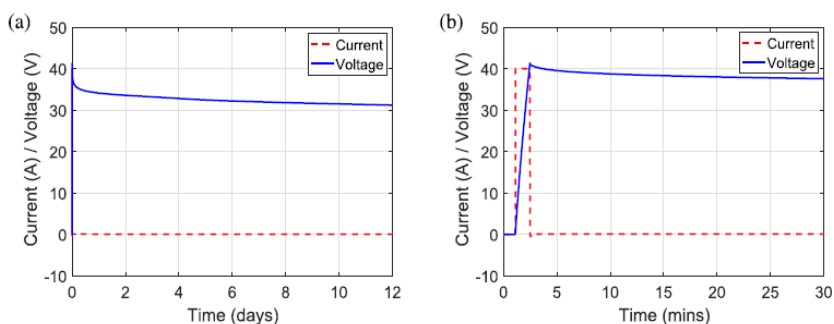 (a)
Current (A) / Voltage (V)
50
40
30
20
10
0
-10
0 2 4 6 8 10 12
Time (days)
Current
Voltage
(b)
Current (A) / Voltage (V)
50
40
30
20
10
0
-10
0 5 10 15 20 25 30
Time (mins)
Current
Voltage